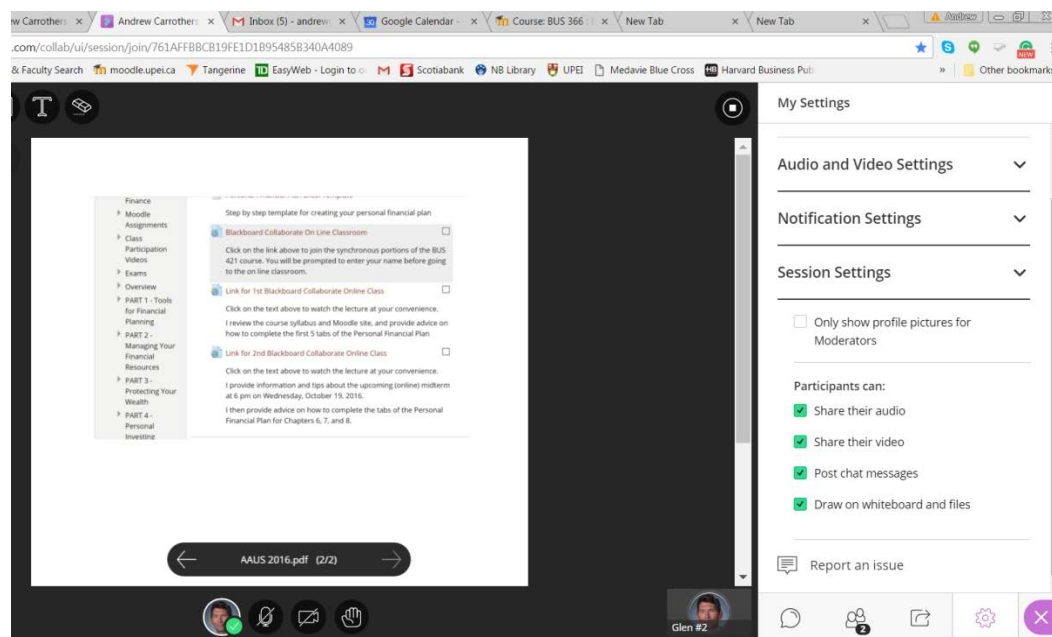 ew Carrothers
Andrew Carrothers
Inbox (5) - andrew
Google Calendar -
Course: BUS 366
New Tab
New Tab
Andrew
.com/collab/ui/session/join/761AFFBBCB19FE1D1B95485B340A4089
NEW
& Faculty Search moodle.upei.ca Tangerine EasyWeb - Login to Scotiabank NB Library UPEI Medavie Blue Cross Harvard Business Pub » Other bookmarks
T
Finance
Moodle
Assignments
Class
Participation
Videos
Exams
Overview
PART 1 - Tools
for Financial
Planning
PART 2 -
Managing Your
Financial
Resources
PART 3 -
Protecting Your
Wealth
PART 4 -
Personal
Investing
Step by step template for creating your personal financial plan
Blackboard Collaborate On Line Classroom
Click on the link above to join the synchronous portions of the BUS
421 course. You will be prompted to enter your name before going
to the on line classroom.
Link for 1st Blackboard Collaborate Online Class
Click on the text above to watch the lecture at your convenience.
I review the course syllabus and Moodle site, and provide advice on
how to complete the first 5 tabs of the Personal Financial Plan
Link for 2nd Blackboard Collaborate Online Class
Click on the text above to watch the lecture at your convenience.
I provide information and tips about the upcoming (online) midterm
at 6 pm on Wednesday, October 19, 2016.
I then provide advice on how to complete the tabs of the Personal
Financial Plan for Chapters 6, 7, and 8.
AAUS 2016.pdf (2/2)
Glen #2
My Settings
Audio and Video Settings
Notification Settings
Session Settings
Only show profile pictures for
Moderators
Participants can:
Share their audio
Share their video
Post chat messages
Draw on whiteboard and files
Report an issue
2